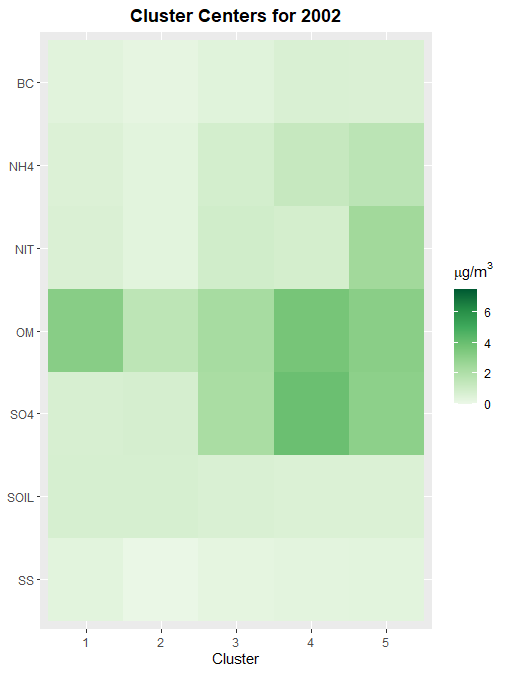 Cluster Centers for 2002
BC
NH4
NIT
OM
SO4
SOIL
SS
1 2 3 4 5
Cluster
μg/m³
6
4
2
0